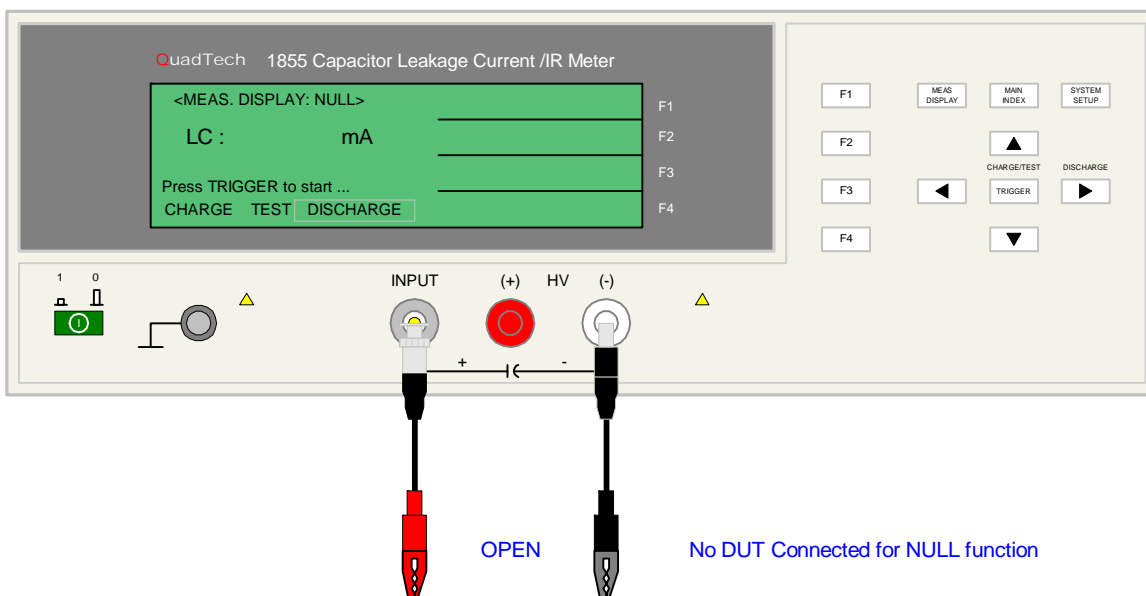 QuadTech 1855 Capacitor Leakage Current /IR Meter
<MEAS. DISPLAY: NULL>
LC : mA
Press TRIGGER to start ...
CHARGE TEST DISCHARGE
F1
F2
F3
F4
F1
F2
F3
F4
MEAS
DISPLAY
MAIN
INDEX
SYSTEM
SETUP
CHARGE/TEST
DISCHARGE
TRIGGER
1 0
I
INPUT (+) HV (-)
+ -
OPEN
No DUT Connected for NULL function